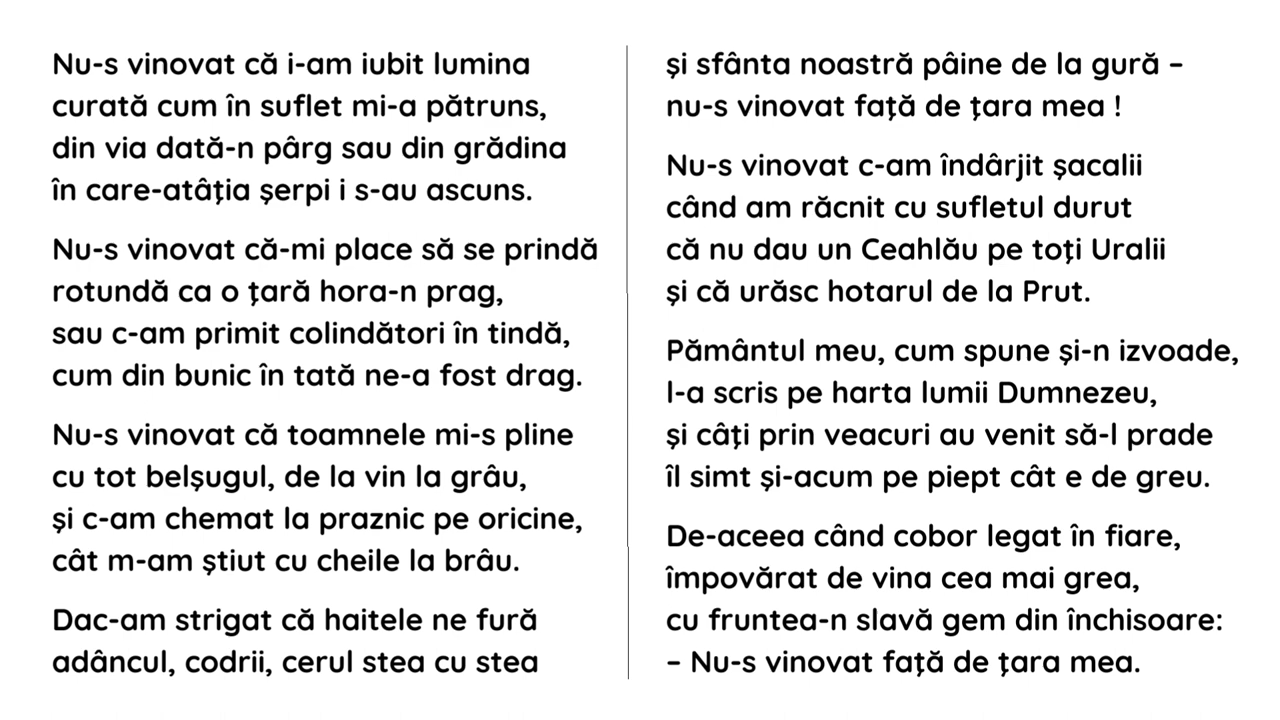 Nu-s vinovat că i-am iubit lumina
curată cum în suflet mi-a pătruns,
din via dată-n pârg sau din grădina
în care-atâția șerpi i s-au ascuns.
Nu-s vinovat că-mi place să se prindă
rotundă ca o țară hora-n prag,
sau c-am primit colindători în tindă,
cum din bunic în tată ne-a fost drag.
Nu-s vinovat că toamnele mi-s pline
cu tot belșugul, de la vin la grâu,
și c-am chemat la praznic pe oricine,
cât m-am știut cu cheile la brâu.
Dac-am strigat că haitele ne fură
adâncul, codrii, cerul stea cu stea
și sfânta noastră pâine de la gură –
nu-s vinovat față de țara mea !
Nu-s vinovat c-am îndârjit șacalii
când am răcnit cu sufletul durut
că nu dau un Ceahlău pe toți Uralii
și că urăsc hotarul de la Prut.
Pământul meu, cum spune și-n izvoade,
l-a scris pe harta lumii Dumnezeu,
și câți prin veacuri au venit să-l prade
îl simt și-acum pe piept cât e de greu.
De-aceea când cobor legat în fiare,
împovărat de vina cea mai grea,
cu fruntea-n slavă gem din închisoare:
– Nu-s vinovat față de țara mea.